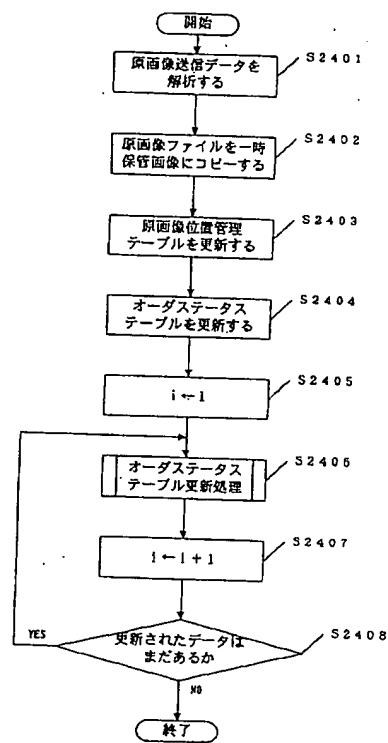 開始
原画像送信データを
解析する
S2401
原画像ファイルを一時
保管画像にコピーする
S2402
原画像位置管理
テーブルを更新する
S2403
オーダステータス
テーブルを更新する
S2404
i←1
S2405
オーダステータス
テーブル更新処理
S2406
i←i+1
S2407
更新されたデータは
まだあるか
S2408
YES
NO
終了